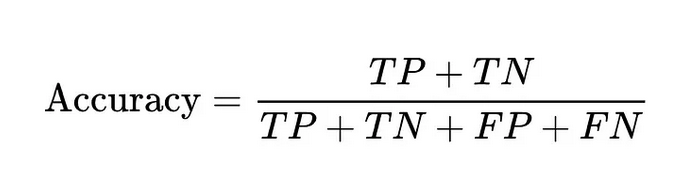 Accuracy = TP + TN / TP + TN + FP + FN